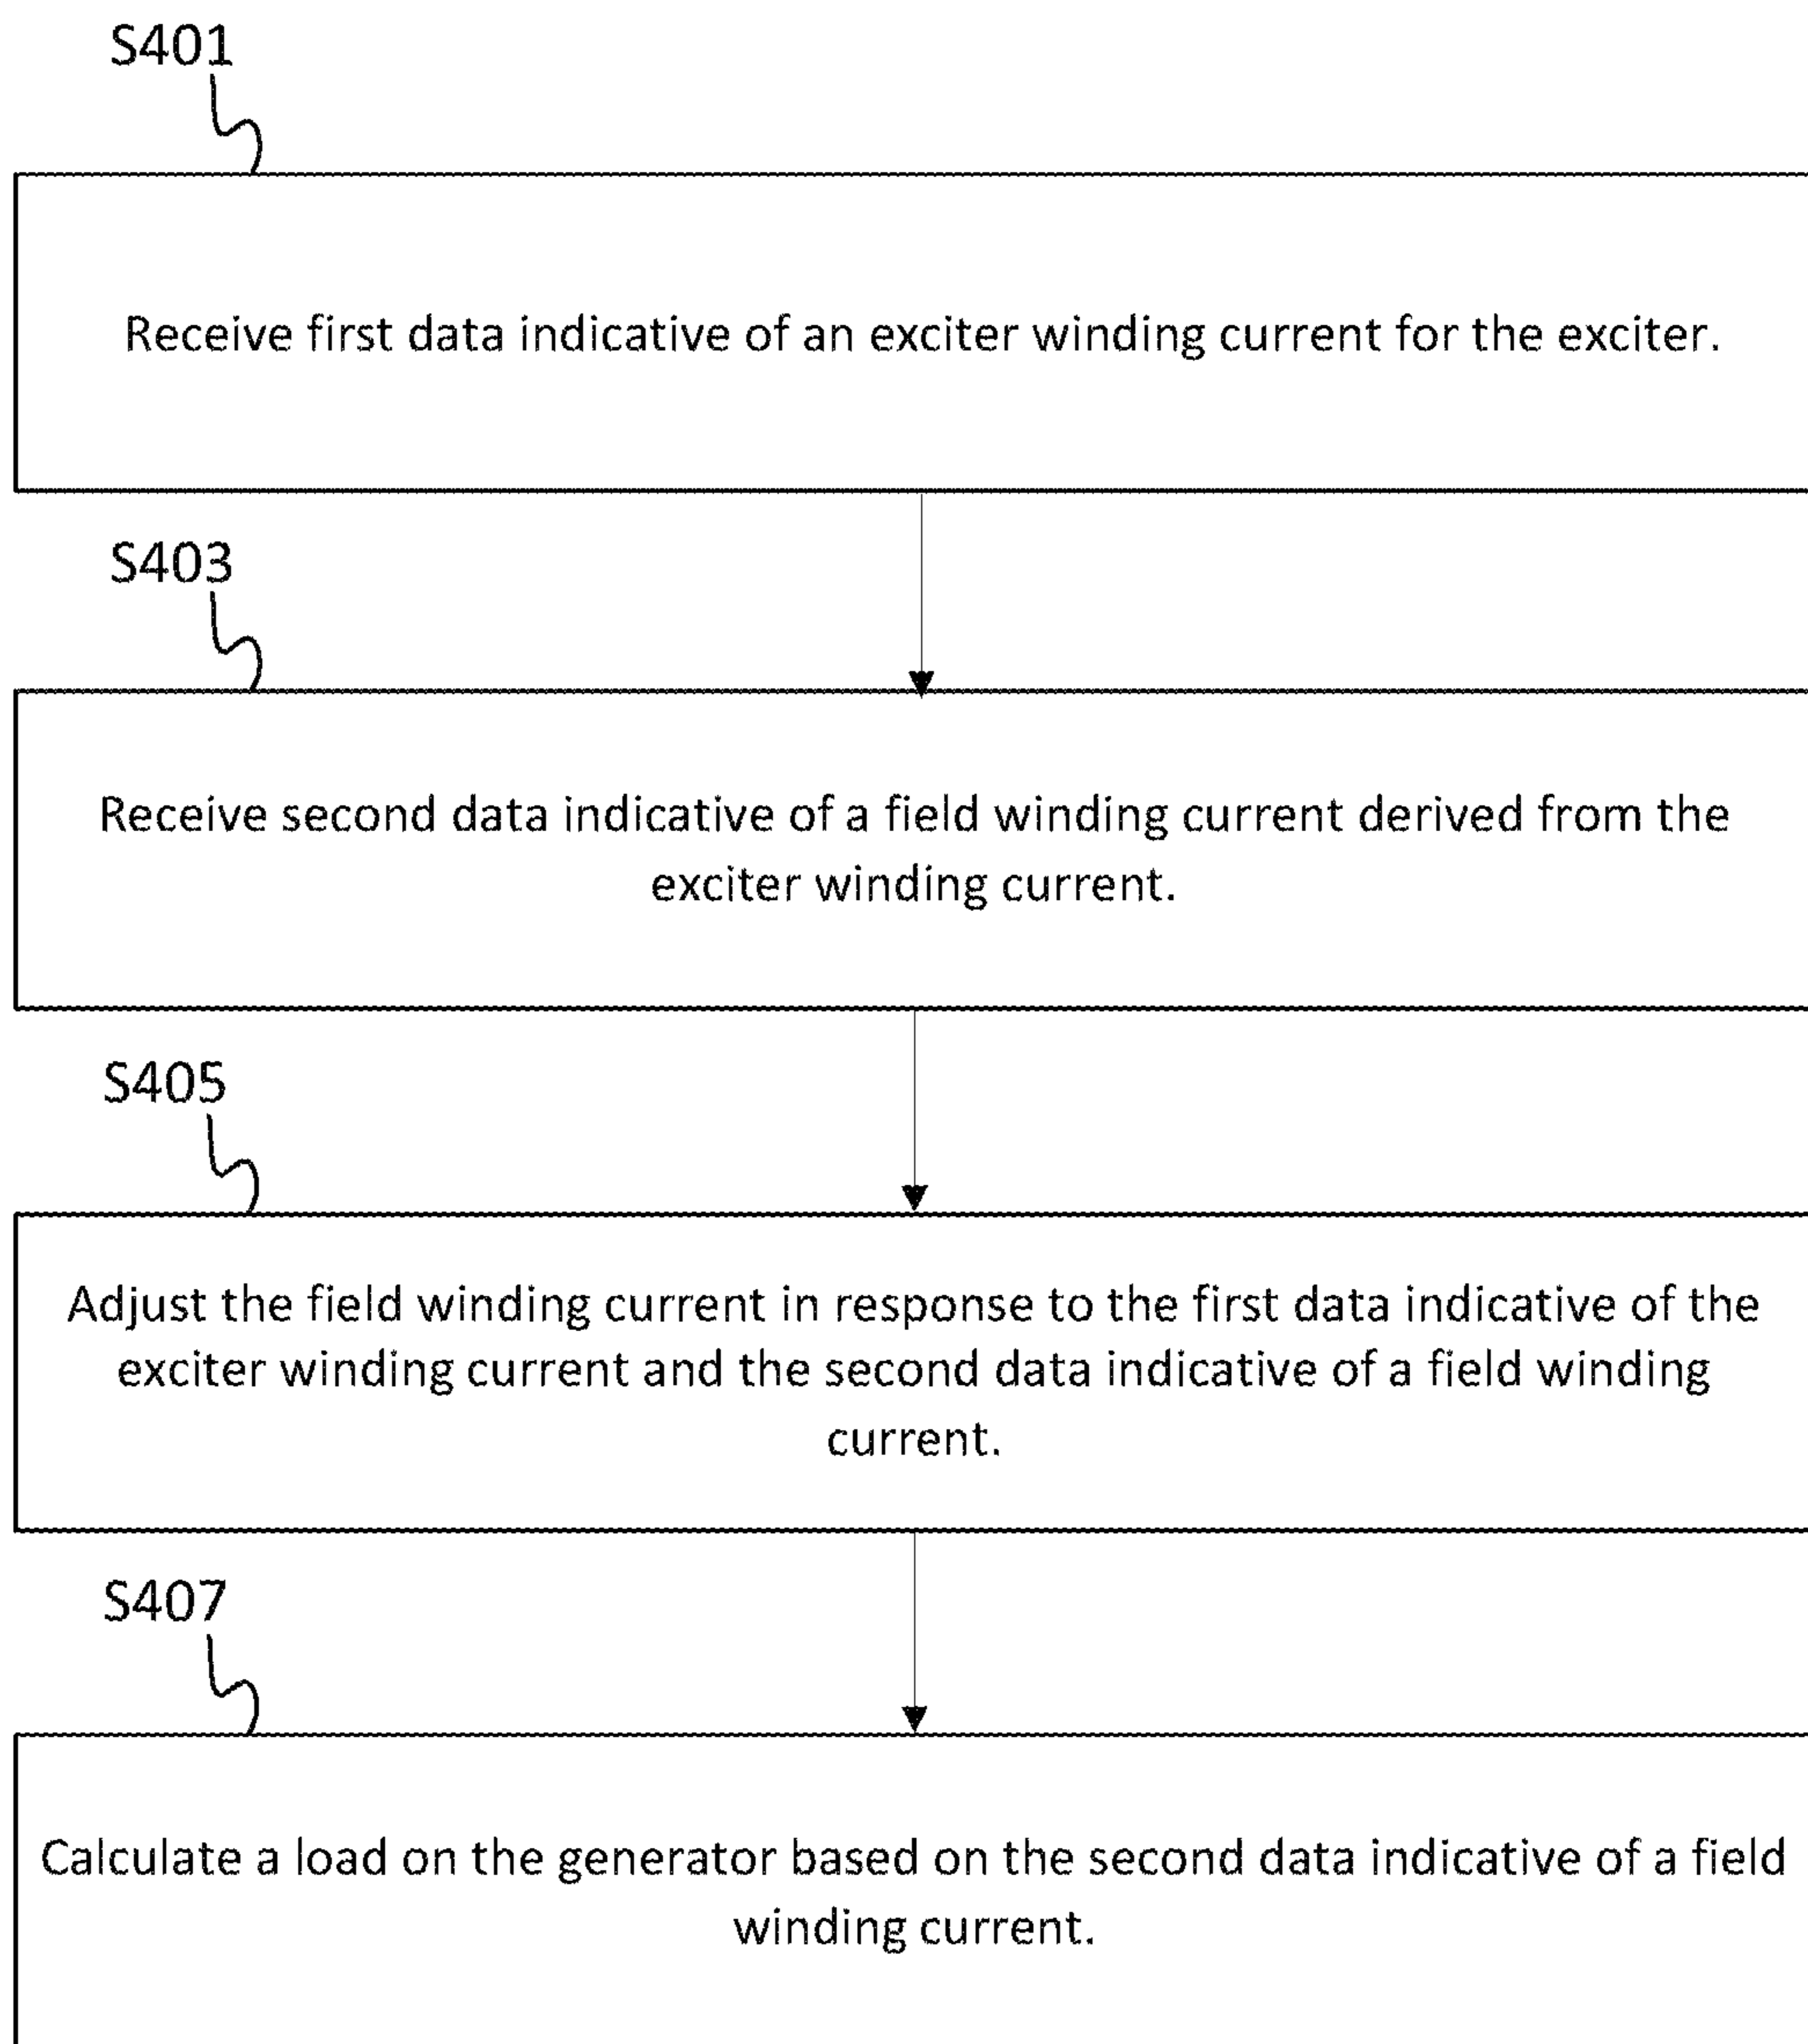 S401
Receive first data indicative of an exciter winding current for the exciter.
S403
Receive second data indicative of a field winding current derived from the
exciter winding current.
S405
Adjust the field winding current in response to the first data indicative of the
exciter winding current and the second data indicative of a field winding
current.
S407
Calculate a load on the generator based on the second data indicative of a field
winding current.